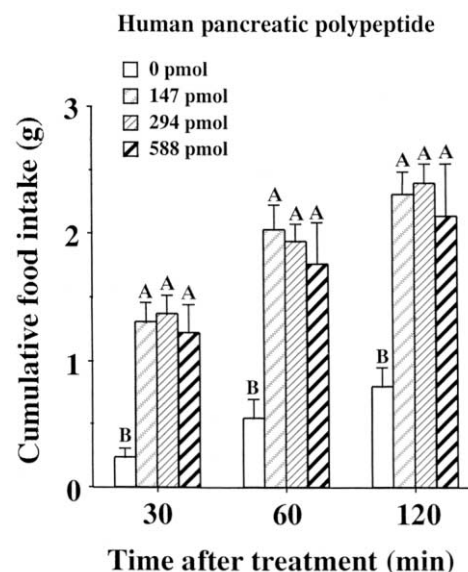 Human pancreatic polypeptide
0 pmol
147 pmol
294 pmol
588 pmol
Cumulative food intake (g)
3
2
1
0
B A A A
B A A A
B A A A
30 60 120
Time after treatment (min)